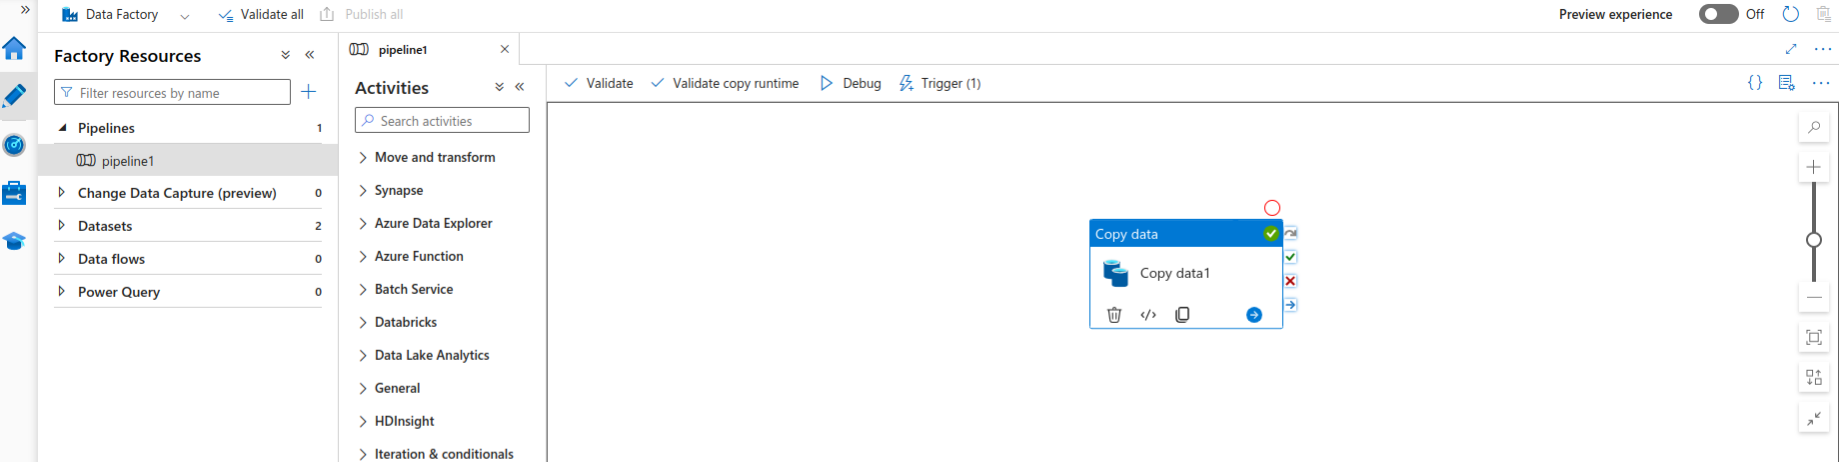 Data Factory
Validate all
Publish all
Preview experience
Off
Factory Resources
Filter resources by name
Pipelines 1
pipeline1
Change Data Capture (preview) 0
Datasets 2
Data flows 0
Power Query 0
pipeline1
Activities
Search activities
Move and transform
Synapse
Azure Data Explorer
Azure Function
Batch Service
Databricks
Data Lake Analytics
General
HDInsight
Iteration & conditionals
Validate
Validate copy runtime
Debug
Trigger (1)
Copy data
Copy data1